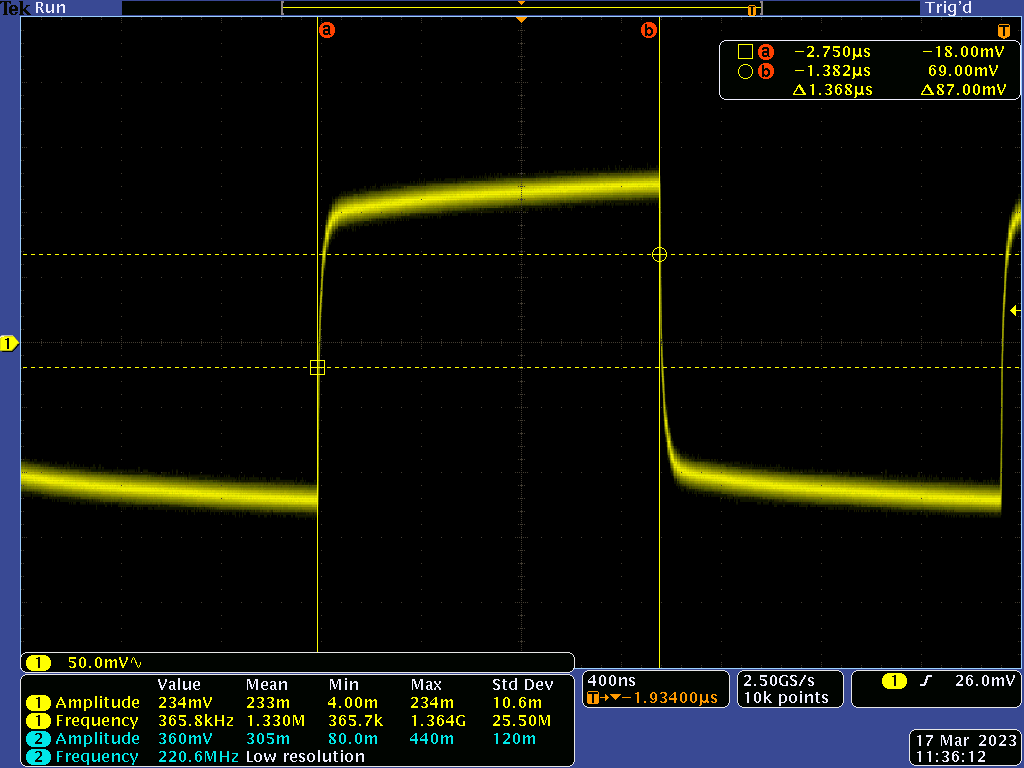 Tek Run Trig'd
T
a b T
a −2.750µs −18.00mV
b −1.382µs 69.00mV
Δ1.368µs Δ87.00mV
1
1 50.0mV∿
Value Mean Min Max Std Dev
1 Amplitude 234mV 233m 4.00m 234m 10.6m
1 Frequency 365.8kHz 1.330M 365.7k 1.364G 25.50M
2 Amplitude 360mV 305m 80.0m 440m 120m
2 Frequency 220.6MHz Low resolution
400ns
T→▼−1.93400µs
2.50GS/s
10k points
1 26.0mV
17 Mar 2023
11:36:12